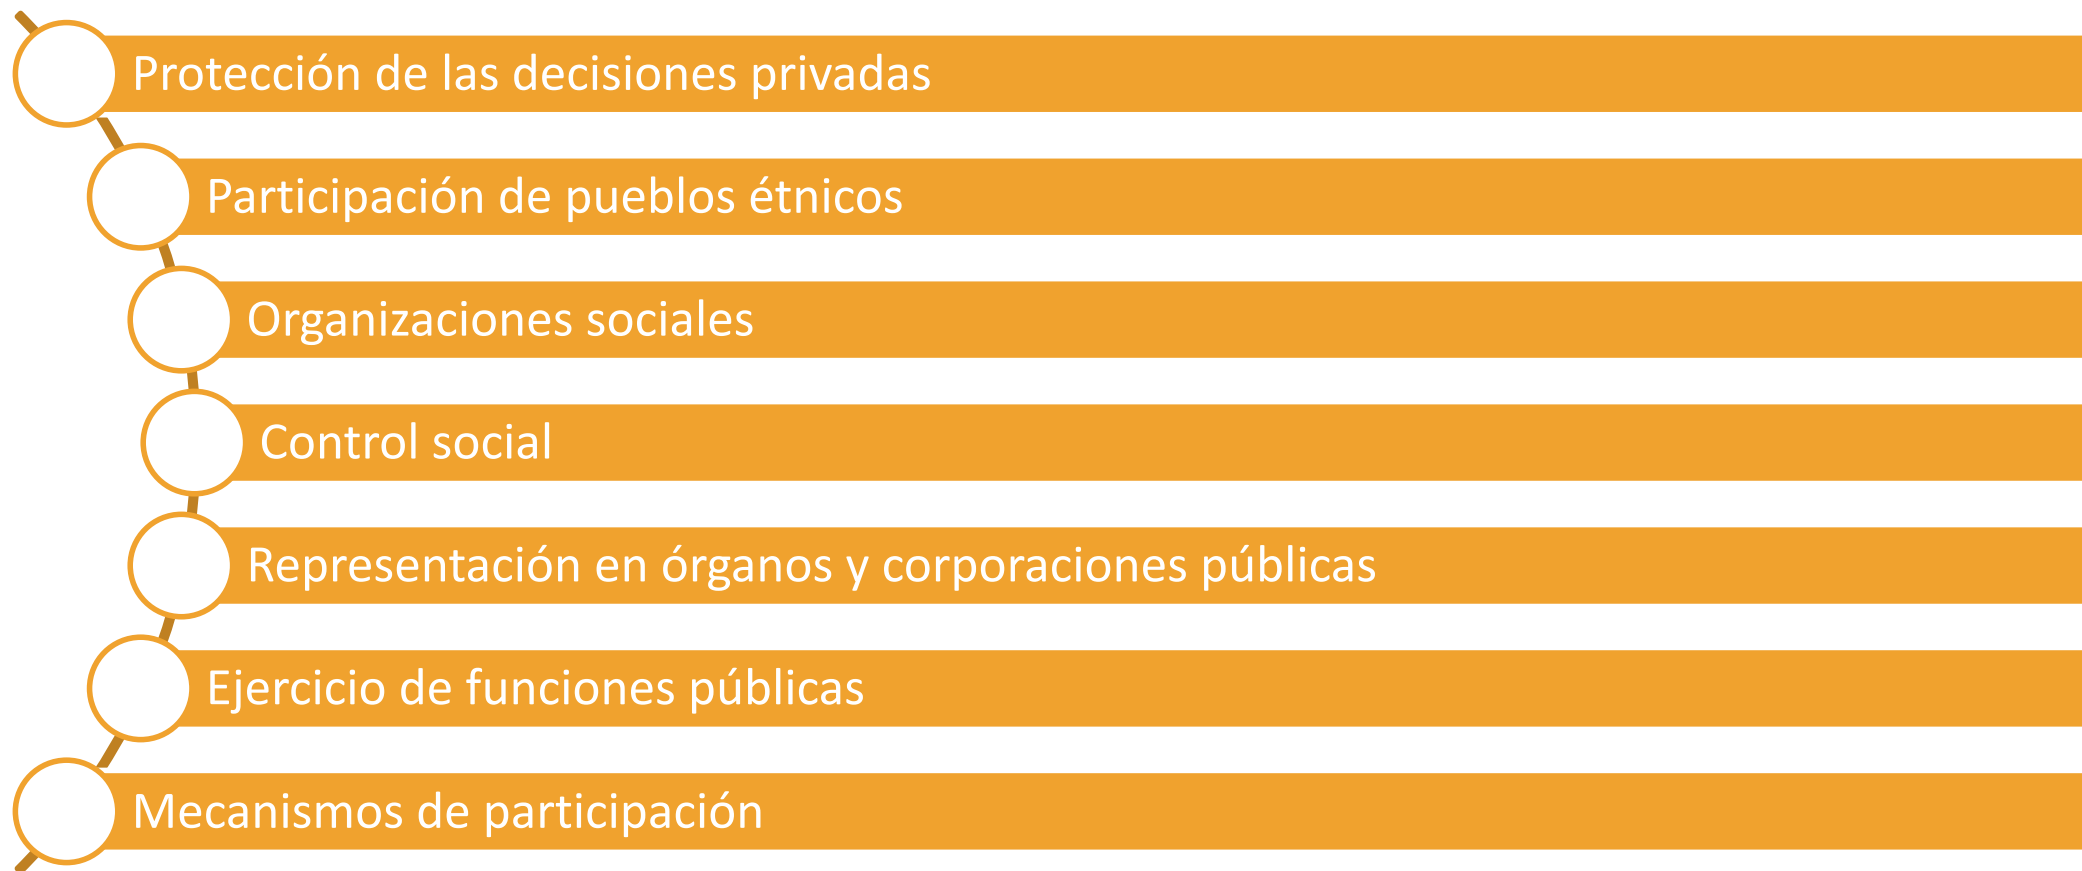 Protección de las decisiones privadas
Participación de pueblos étnicos
Organizaciones sociales
Control social
Representación en órganos y corporaciones públicas
Ejercicio de funciones públicas
Mecanismos de participación